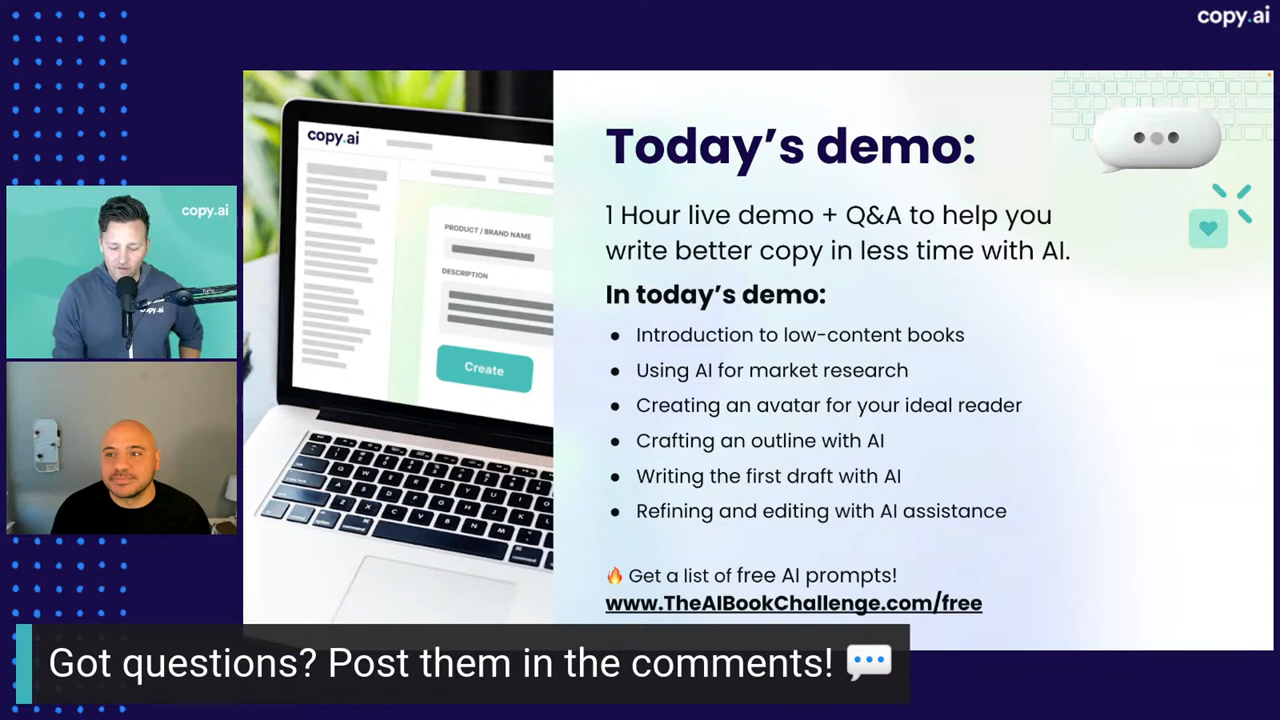 copy.ai
copy.ai
copy.ai
copy.ai
PRODUCT / BRAND NAME
DESCRIPTION
Create
Today’s demo:
1 Hour live demo + Q&A to help you
write better copy in less time with AI.
In today’s demo:
● Introduction to low-content books
● Using AI for market research
● Creating an avatar for your ideal reader
● Crafting an outline with AI
● Writing the first draft with AI
● Refining and editing with AI assistance
🔥 Get a list of free AI prompts!
www.TheAIBookChallenge.com/free
Got questions? Post them in the comments! 💬